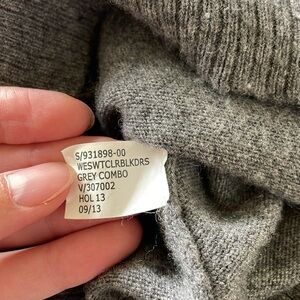 S/931898-00
WESWTCLRBLKDRS
GREY COMBO
V/307002
HOL 13
09/13